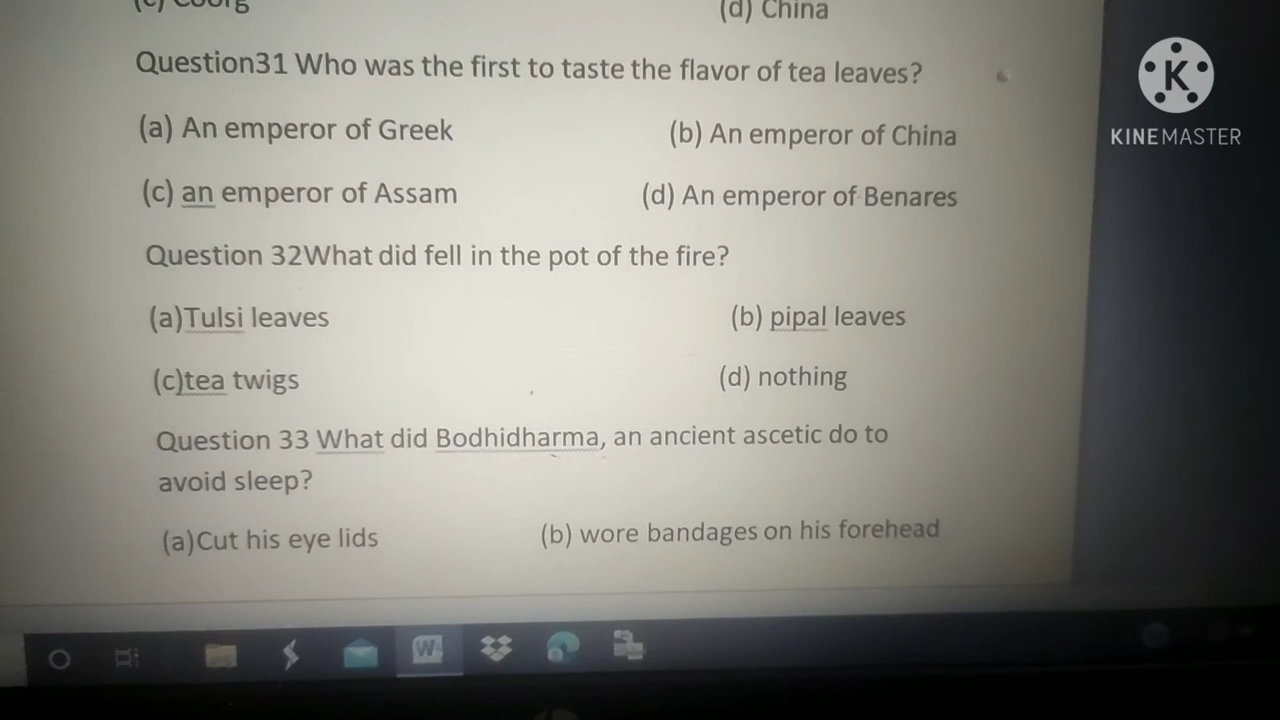 (c) Coorg (d) China
Question31 Who was the first to taste the flavor of tea leaves?
(a) An emperor of Greek (b) An emperor of China
(c) an emperor of Assam (d) An emperor of Benares
Question 32What did fell in the pot of the fire?
(a)Tulsi leaves (b) pipal leaves
(c)tea twigs (d) nothing
Question 33 What did Bodhidharma, an ancient ascetic do to
avoid sleep?
(a)Cut his eye lids (b) wore bandages on his forehead
K
KINEMASTER
W